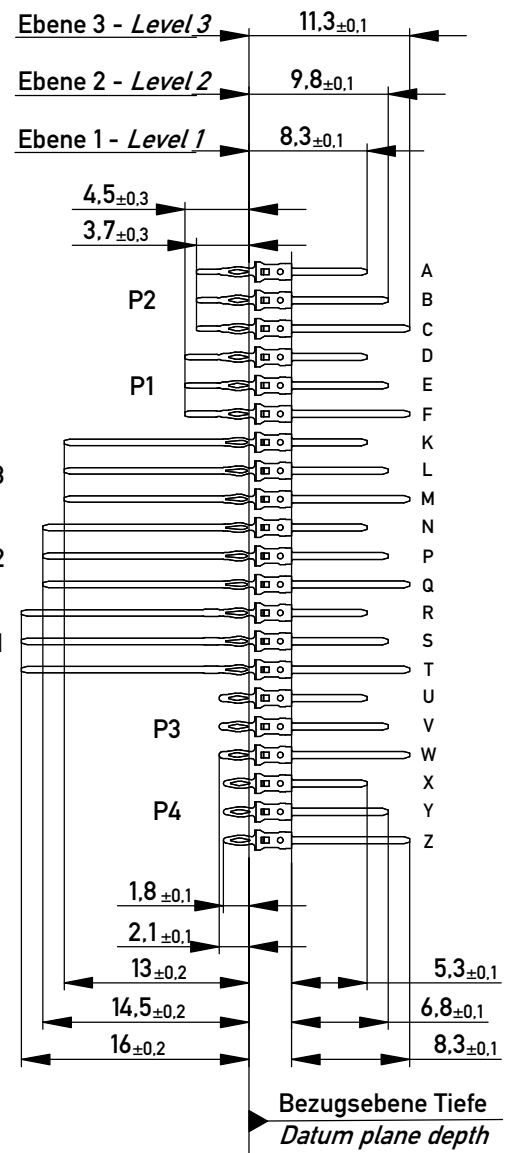 Ebene 3 - Level 3 11,3±0,1
Ebene 2 - Level 2 9,8±0,1
Ebene 1 - Level 1 8,3±0,1
4,5±0,3
3,7±0,3
A
P2 B
C
D
P1 E
F
K
L
3
M
N
2 P
Q
R
1 S
T
U
P3 V
W
X
P4 Y
Z
1,8 ±0,1
2,1 ±0,1
13±0,2 5,3±0,1
14,5±0,2 6,8±0,1
16±0,2 8,3±0,1
Bezugsebene Tiefe
Datum plane depth